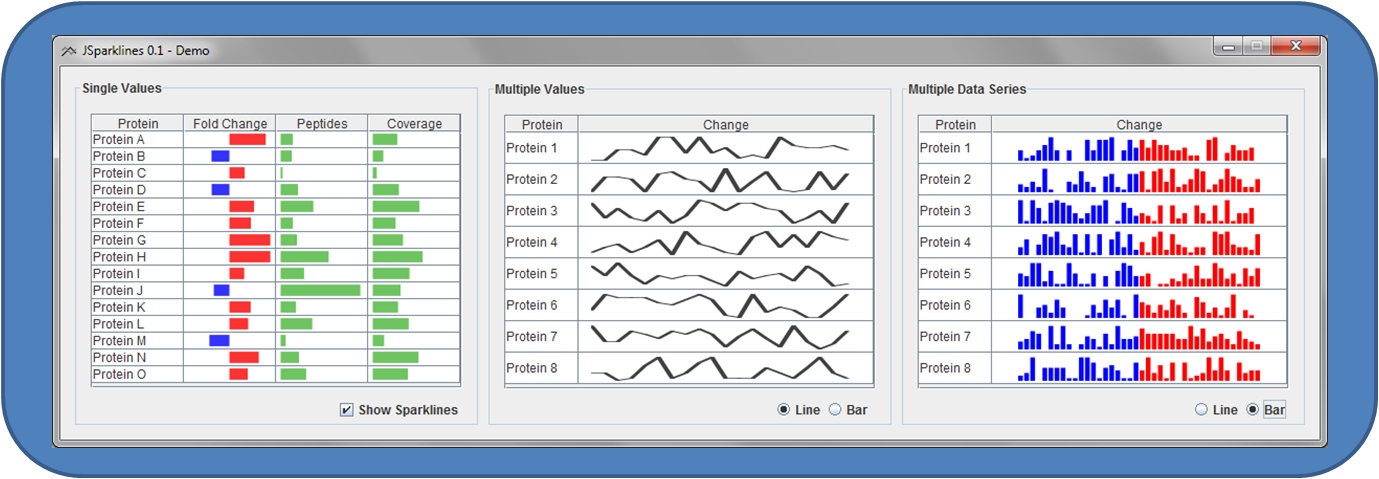 JSparklines 0.1 - Demo
Single Values
Protein Fold Change Peptides Coverage
Protein A
Protein B
Protein C
Protein D
Protein E
Protein F
Protein G
Protein H
Protein I
Protein J
Protein K
Protein L
Protein M
Protein N
Protein O
Show Sparklines
Multiple Values
Protein Change
Protein 1
Protein 2
Protein 3
Protein 4
Protein 5
Protein 6
Protein 7
Protein 8
Line Bar
Multiple Data Series
Protein Change
Protein 1
Protein 2
Protein 3
Protein 4
Protein 5
Protein 6
Protein 7
Protein 8
Line Bar